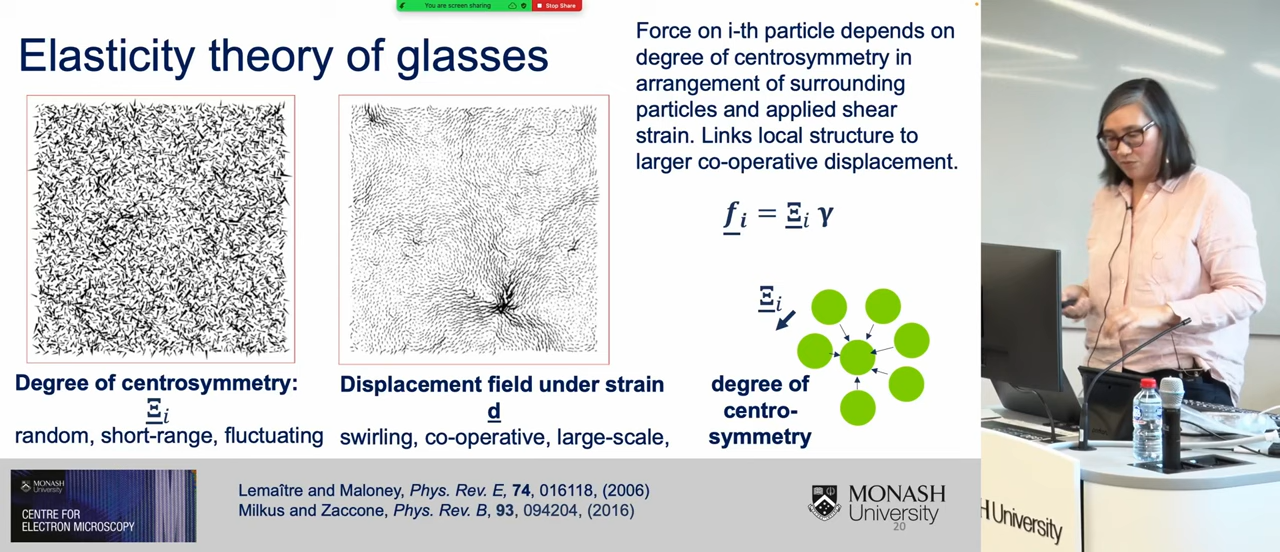 You are screen sharing
Stop Share
Elasticity theory of glasses
Force on i-th particle depends on
degree of centrosymmetry in
arrangement of surrounding
particles and applied shear
strain. Links local structure to
larger co-operative displacement.
f_i = Ξ_i γ
Ξ_i
degree of
centro-
symmetry
Degree of centrosymmetry:
Ξ_i
random, short-range, fluctuating
Displacement field under strain
d
swirling, co-operative, large-scale,
MONASH
University
CENTRE FOR
ELECTRON MICROSCOPY
Lemaître and Maloney, Phys. Rev. E, 74, 016118, (2006)
Milkus and Zaccone, Phys. Rev. B, 93, 094204, (2016)
MONASH
University
20
H University